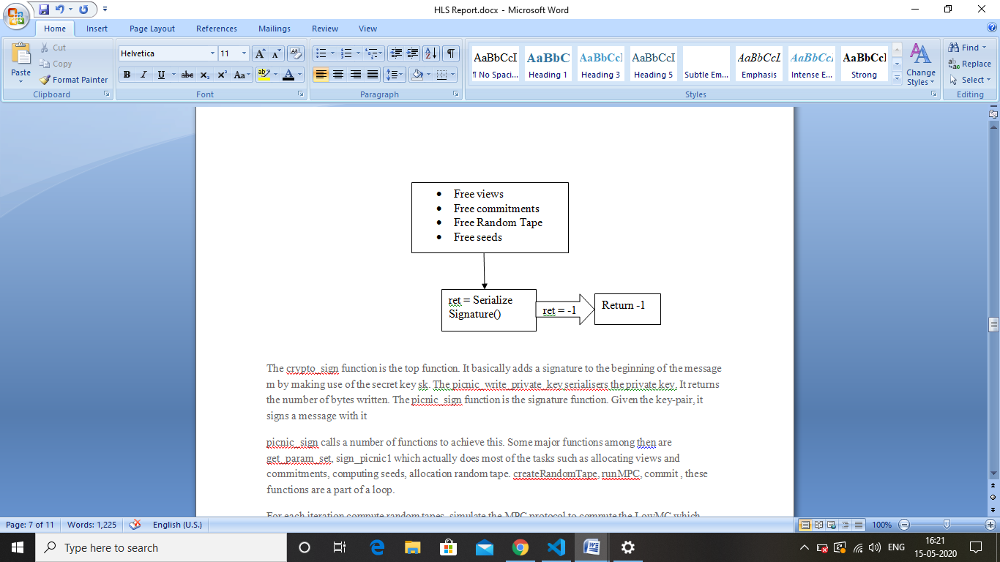 HLS Report.docx - Microsoft Word
Home Insert Page Layout References Mailings Review View
Paste
Cut
Copy
Format Painter
Clipboard
Helvetica 11
Font
Paragraph
AaBbCcI AaBbC AaBbCcI AaBbCcI AaBbCcI AaBbCcI AaBbCcI
¶ No Spaci... Heading 1 Heading 3 Heading 5 Subtle Em... Emphasis Intense E... Strong
Change Styles
Styles
Find
Replace
Select
Editing
• Free views
• Free commitments
• Free Random Tape
• Free seeds
ret = Serialize
Signature()
ret = -1
Return -1
The crypto_sign function is the top function. It basically adds a signature to the beginning of the message
m by making use of the secret key sk. The picnic_write_private_key serialisers the private key. It returns
the number of bytes written. The picnic_sign function is the signature function. Given the key-pair, it
signs a message with it
picnic_sign calls a number of functions to achieve this. Some major functions among then are
get_param_set, sign_picnic1 which actually does most of the tasks such as allocating views and
commitments, computing seeds, allocation random tape. createRandomTape, runMPC, commit , these
functions are a part of a loop.
For each iteration compute random tapes, simulate the MPC protocol to compute the LowMC which
Page: 7 of 11 Words: 1,225 English (U.S.) 100%
Type here to search
ENG
16:21
15-05-2020